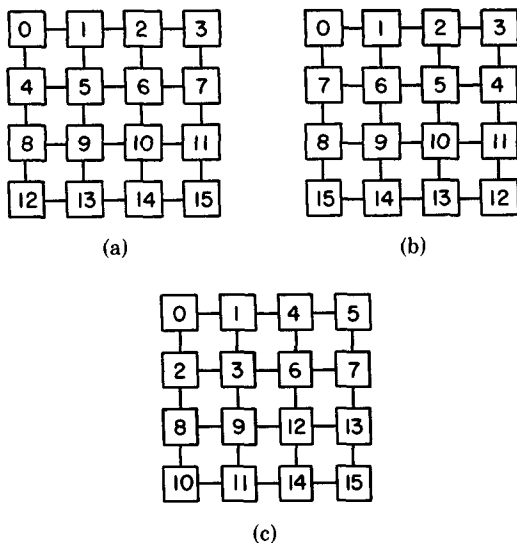 0 1 2 3
4 5 6 7
8 9 10 11
12 13 14 15
(a)
0 1 2 3
7 6 5 4
8 9 10 11
15 14 13 12
(b)
0 1 4 5
2 3 6 7
8 9 12 13
10 11 14 15
(c)